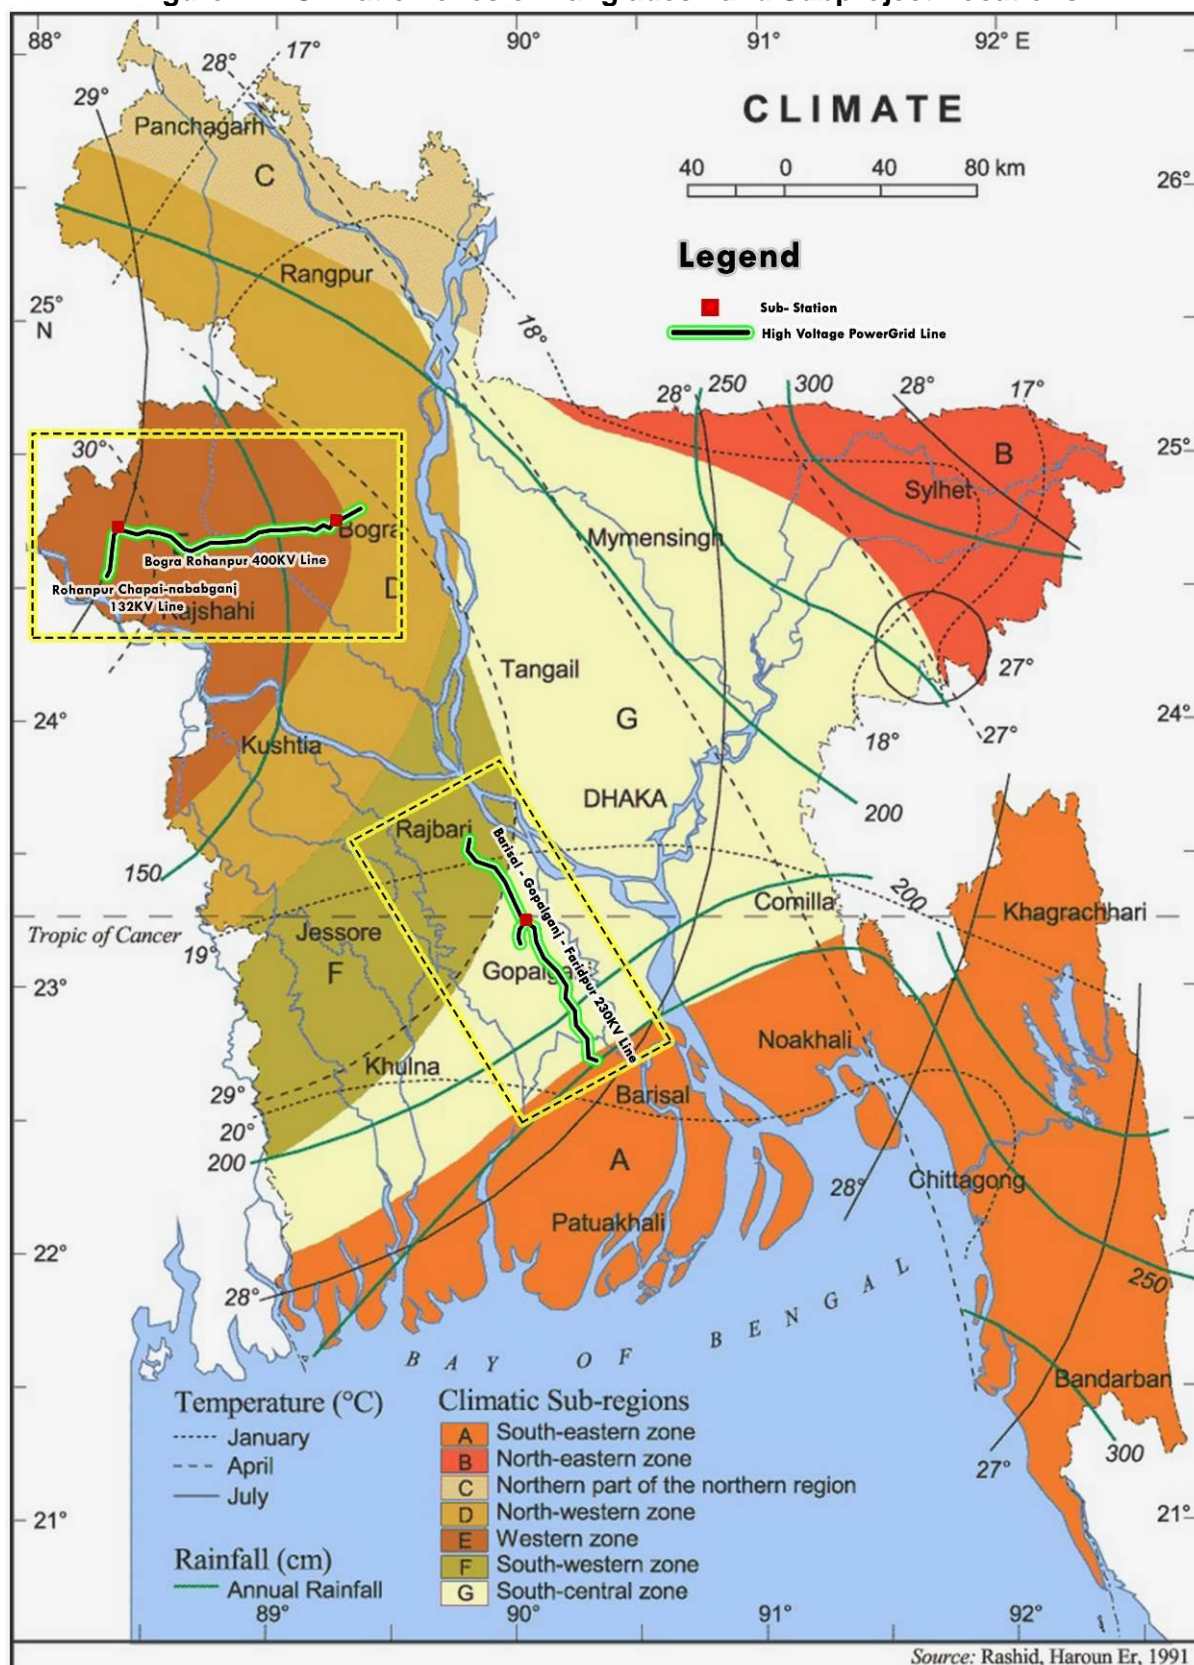 88°
90°
91°
92° E
CLIMATE
40 0 40 80 km
Legend
Sub- Station
High Voltage PowerGrid Line
29°
28°
17°
Panchagarh
C
26°
25°
N
Rangpur
18°
28°
250
300
28°
17°
25°
B
Sylhet
30°
Mymensingh
Bogra
Bogra Rohanpur 400KV Line
Rohanpur Chapai-nababganj
132KV Line
Rajshahi
D
Tangail
G
27°
27°
24°
24°
18°
Kushtia
DHAKA
200
Rajbari
150
Barisal - Gopalganj - Faridpur 230KV Line
Comilla
200
Khagrachhari
Tropic of Cancer
19°
Jessore
F
23°
Noakhali
Khulna
29°
20°
200
Barisal
A
Patuakhali
28°
Chittagong
22°
28°
250
BAY OF BENGAL
Bandarban
300
27°
Temperature (°C)
January
April
July
Rainfall (cm)
Annual Rainfall
Climatic Sub-regions
A South-eastern zone
B North-eastern zone
C Northern part of the northern region
D North-western zone
E Western zone
F South-western zone
G South-central zone
21°
21°
89°
90°
91°
92°
Source: Rashid, Haroun Er, 1991